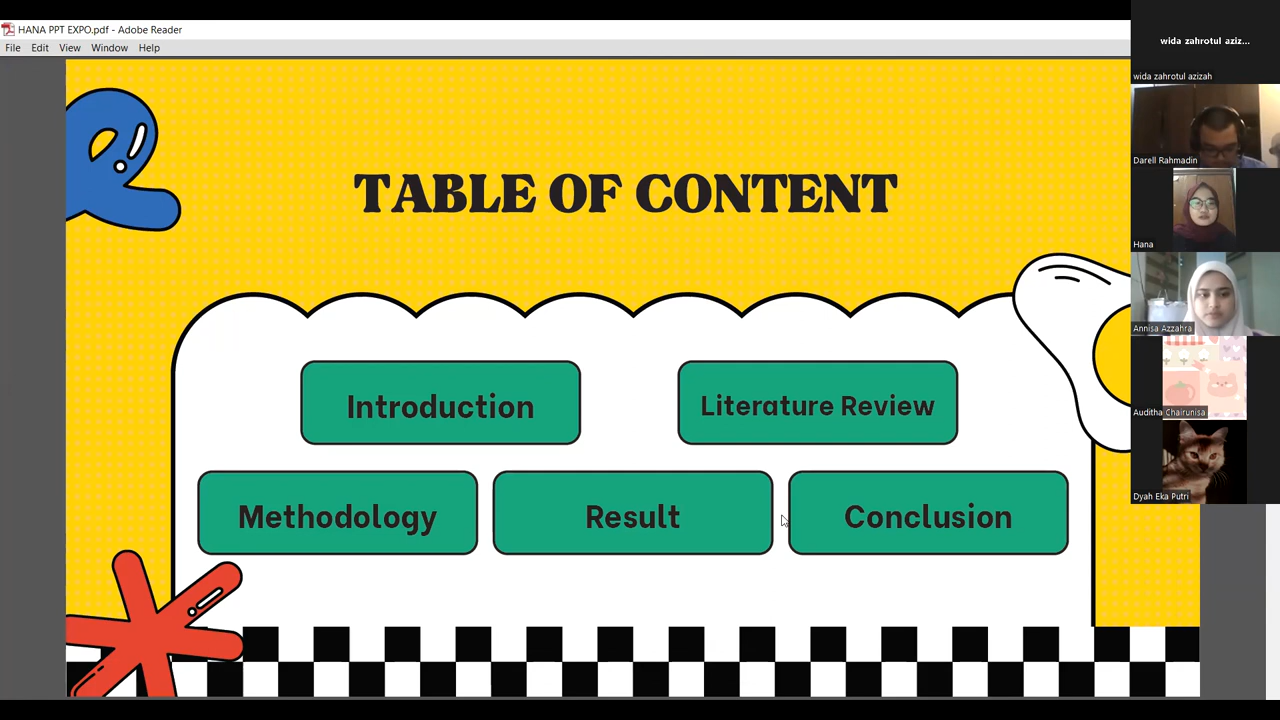 HANA PPT EXPO.pdf - Adobe Reader
File Edit View Window Help
TABLE OF CONTENT
Introduction
Literature Review
Methodology
Result
Conclusion
wida zahrotul aziz...
wida zahrotul azizah
Darell Rahmadin
Hana
Annisa Azzahra
Auditha Chairunisa
Dyah Eka Putri